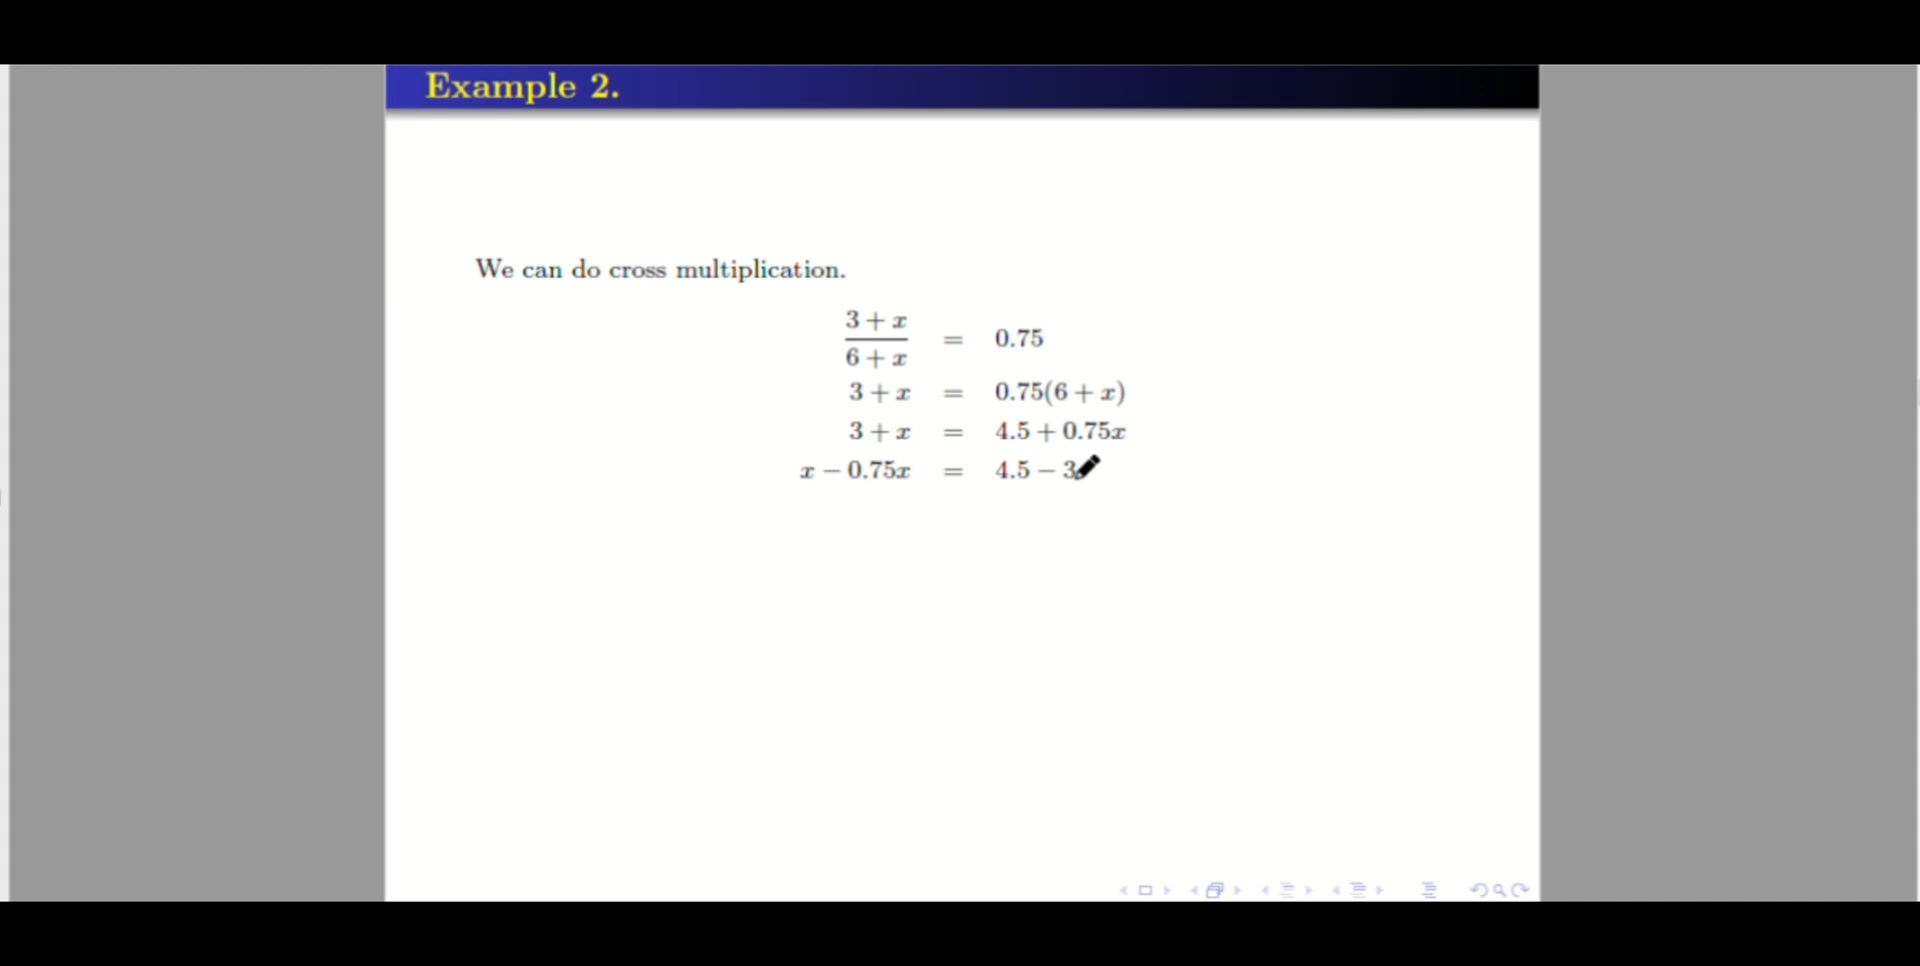 Example 2.
We can do cross multiplication.
3 + x
6 + x
= 0.75
3 + x = 0.75(6 + x)
3 + x = 4.5 + 0.75x
x − 0.75x = 4.5 − 3